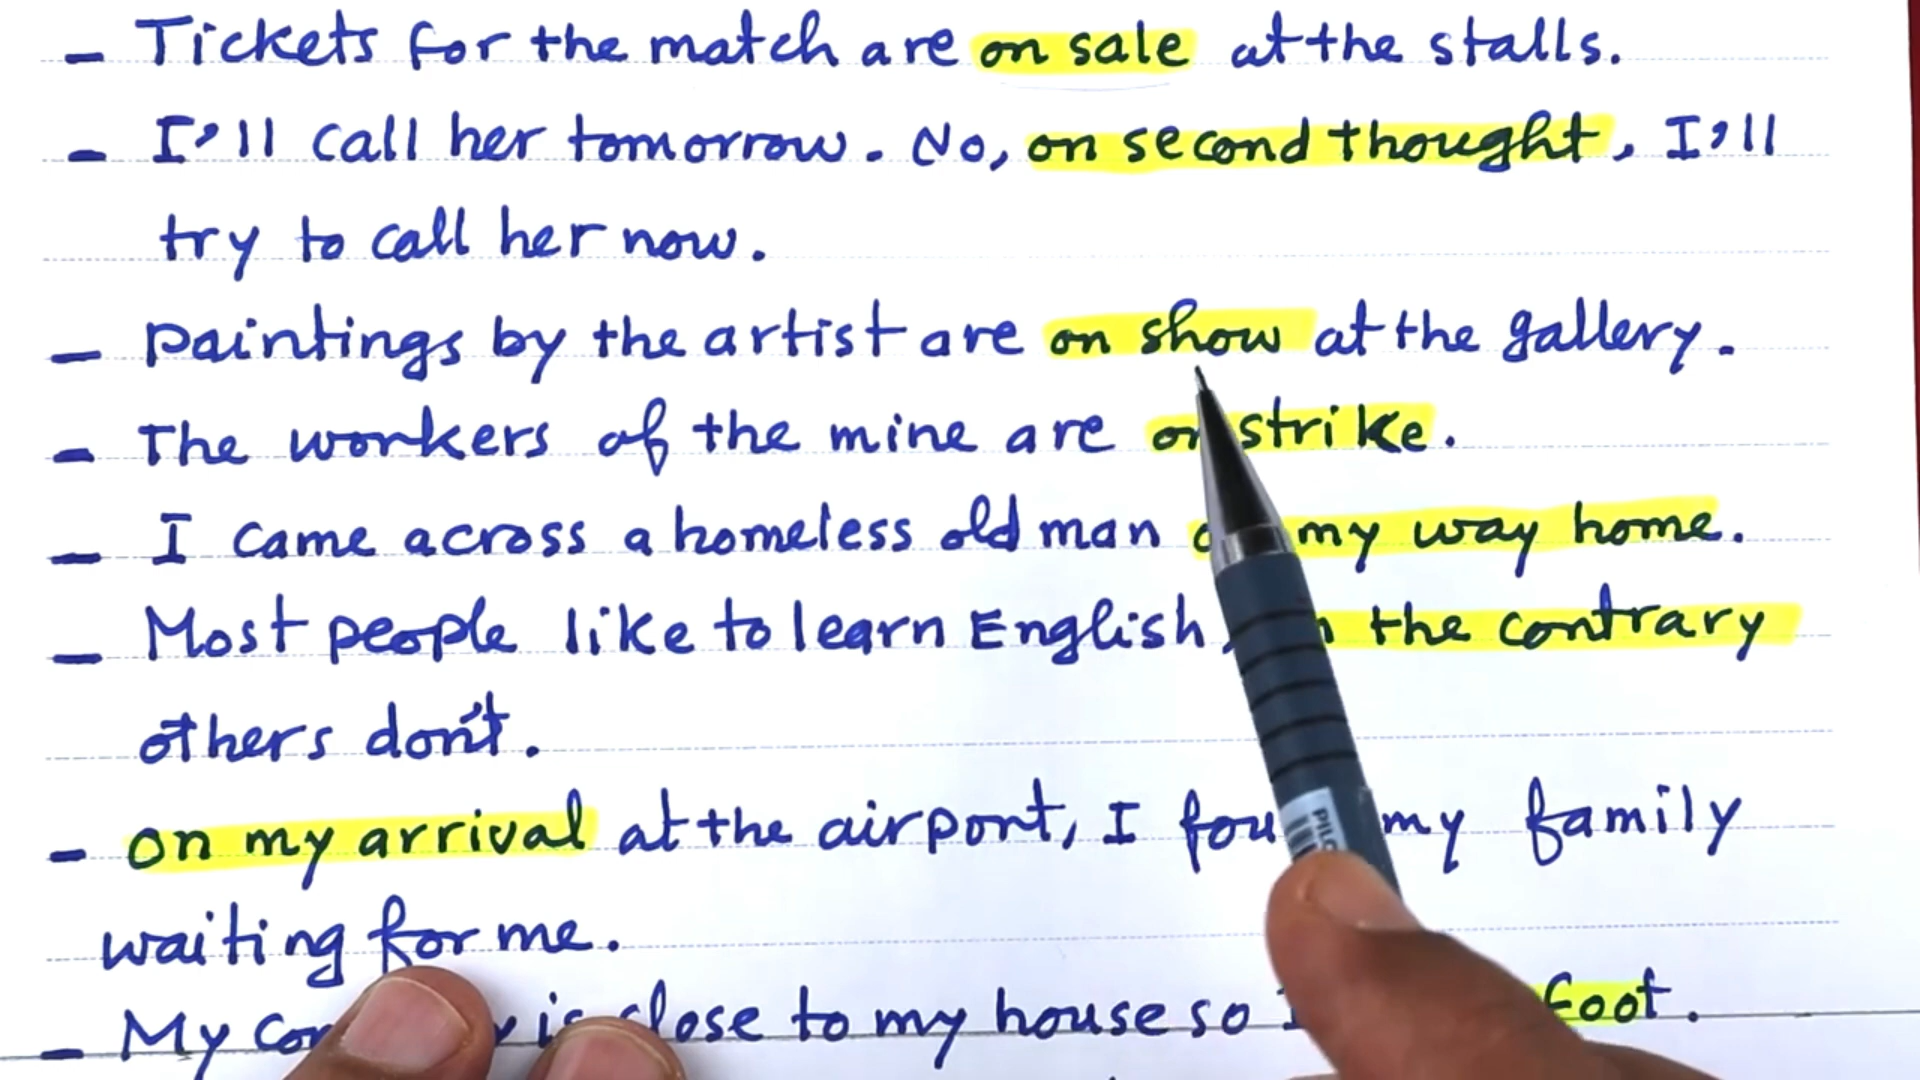 - Tickets for the match are on sale at the stalls.
- I'll call her tomorrow. No, on second thought, I'll
try to call her now.
- Paintings by the artist are on show at the gallery.
- The workers of the mine are on strike.
- I came across a homeless old man my way home.
- Most people like to learn English, the contrary
others don't.
- On my arrival at the airport, I my family
waiting for me.
- My is close to my house so I foot.